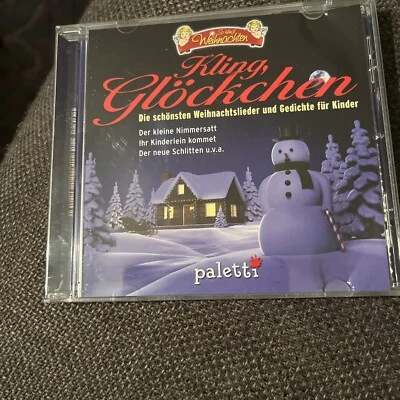 Weihnachten
Kling,
Glöckchen
Die schönsten Weihnachtslieder und Gedichte für Kinder
Der kleine Nimmersatt
Ihr Kinderlein kommet
Der neue Schlitten u.v.a.
paletti